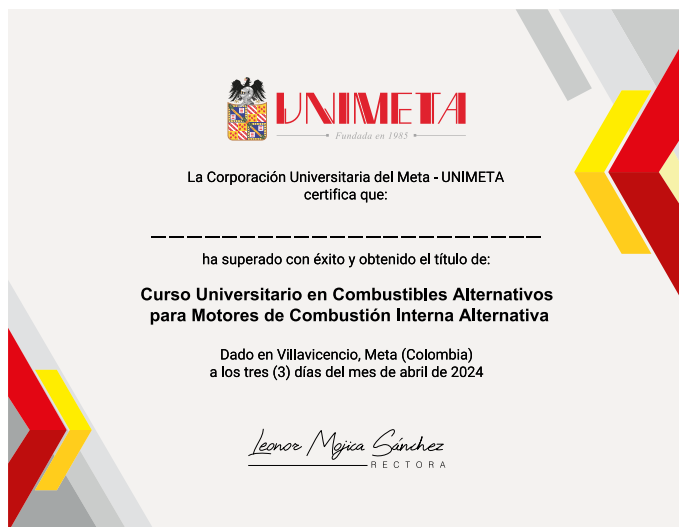 UNIMETA
Fundada en 1985
La Corporación Universitaria del Meta - UNIMETA
certifica que:
ha superado con éxito y obtenido el título de:
Curso Universitario en Combustibles Alternativos
para Motores de Combustión Interna Alternativa
Dado en Villavicencio, Meta (Colombia)
a los tres (3) días del mes de abril de 2024
Leonor Mojica Sánchez
RECTORA